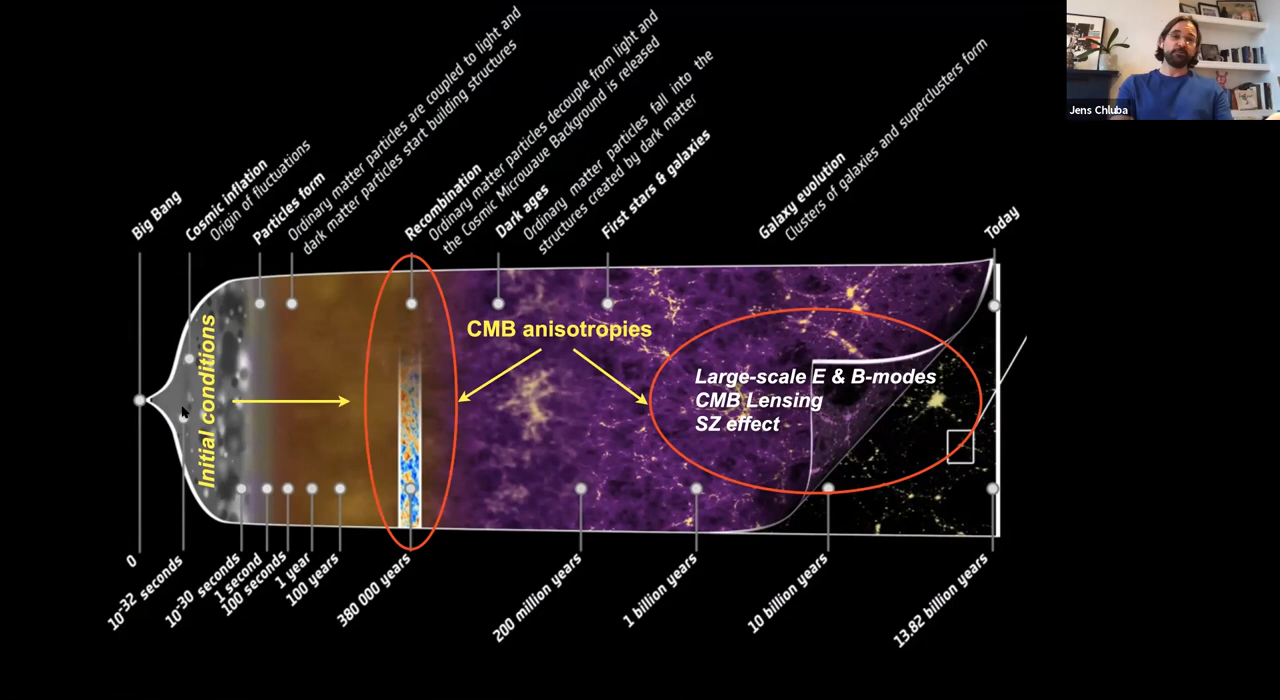 Big Bang
Cosmic inflation
Origin of fluctuations
Particles form
Ordinary matter particles are coupled to light and
dark matter particles start building structures
Recombination
Ordinary matter particles decouple from light and
the Cosmic Microwave Background is released
Dark ages
Ordinary matter particles fall into the
structures created by dark matter
First stars & galaxies
Galaxy evolution
Clusters of galaxies and superclusters form
Today
Jens Chluba
Initial conditions
CMB anisotropies
Large-scale E & B-modes
CMB Lensing
SZ effect
0
10-32 seconds
10-30 seconds
1 second
100 seconds
1 year
100 years
380 000 years
200 million years
1 billion years
10 billion years
13.82 billion years